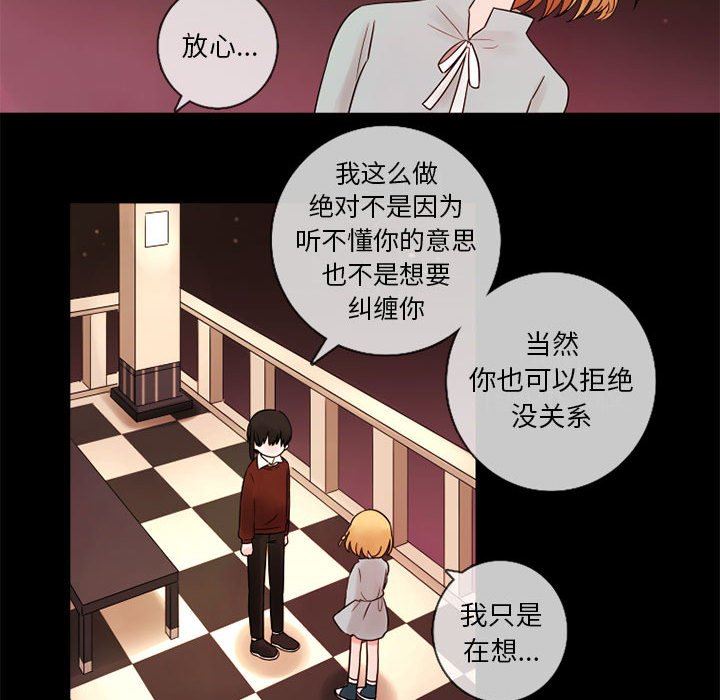 放心…
我这么做
绝对不是因为
听不懂你的意思
也不是想要
纠缠你
当然
你也可以拒绝
没关系
我只是
在想…